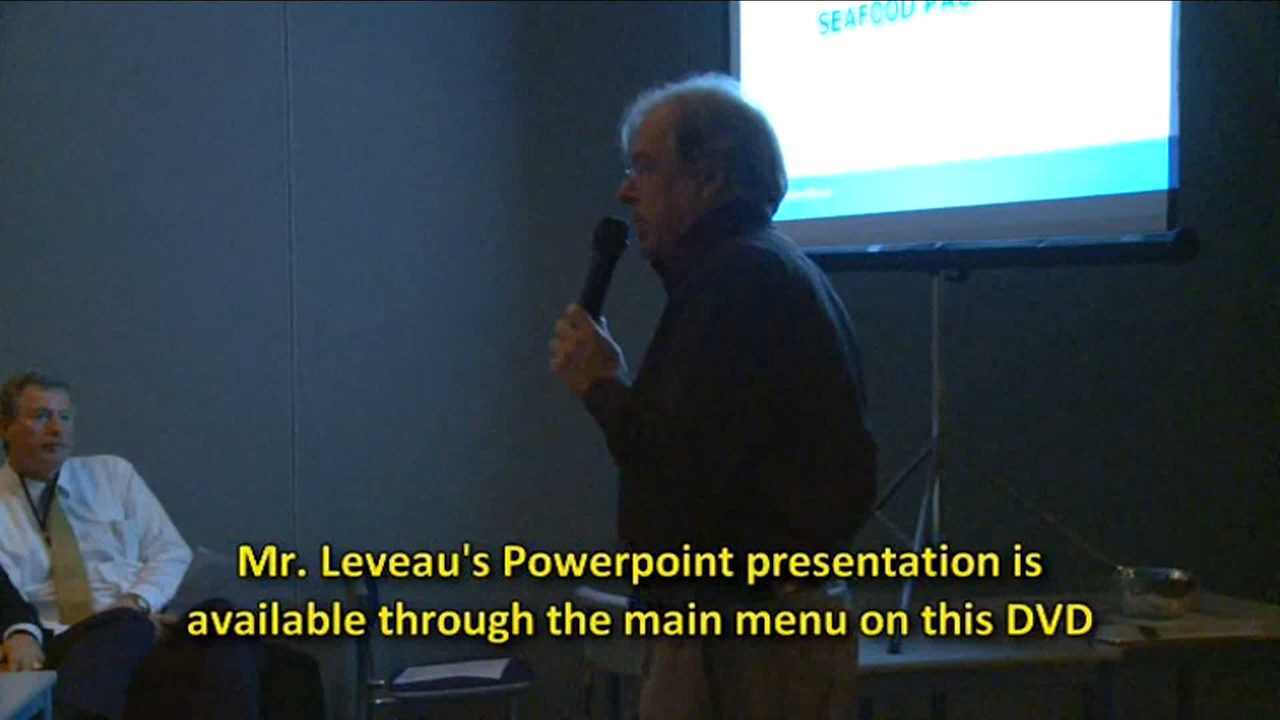 SEAFOOD
Mr. Leveau's Powerpoint presentation is
available through the main menu on this DVD